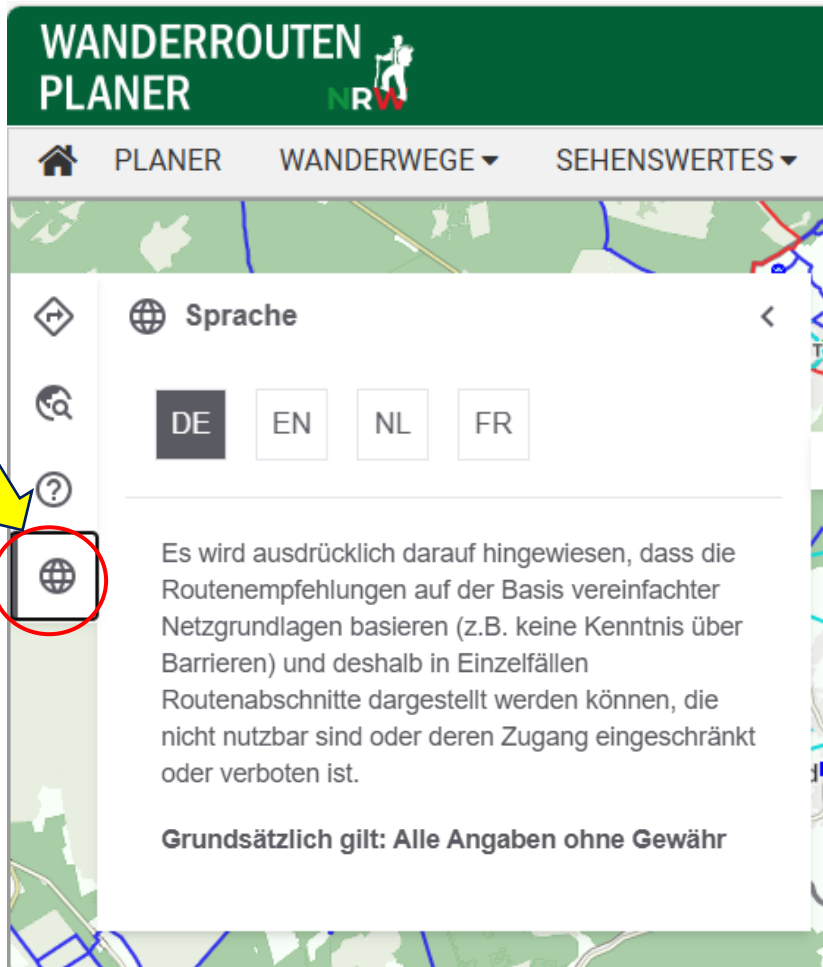 WANDERROUTEN
PLANER
NRW
PLANER WANDERWEGE SEHENSWERTES
Sprache
DE EN NL FR
Es wird ausdrücklich darauf hingewiesen, dass die
Routenempfehlungen auf der Basis vereinfachter
Netzgrundlagen basieren (z.B. keine Kenntnis über
Barrieren) und deshalb in Einzelfällen
Routenabschnitte dargestellt werden können, die
nicht nutzbar sind oder deren Zugang eingeschränkt
oder verboten ist.
Grundsätzlich gilt: Alle Angaben ohne Gewähr